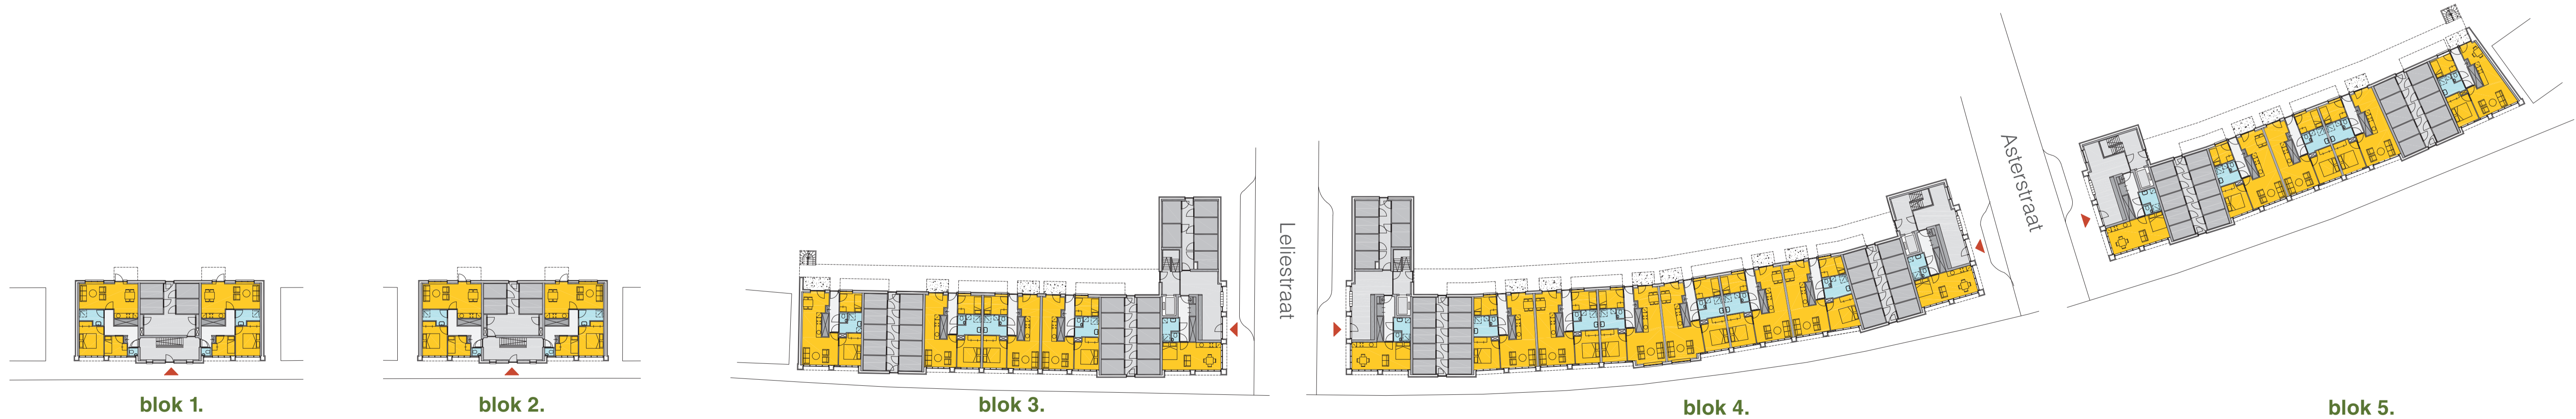 Leliestraat
Asterstraat
blok 1.
blok 2.
blok 3.
blok 4.
blok 5.